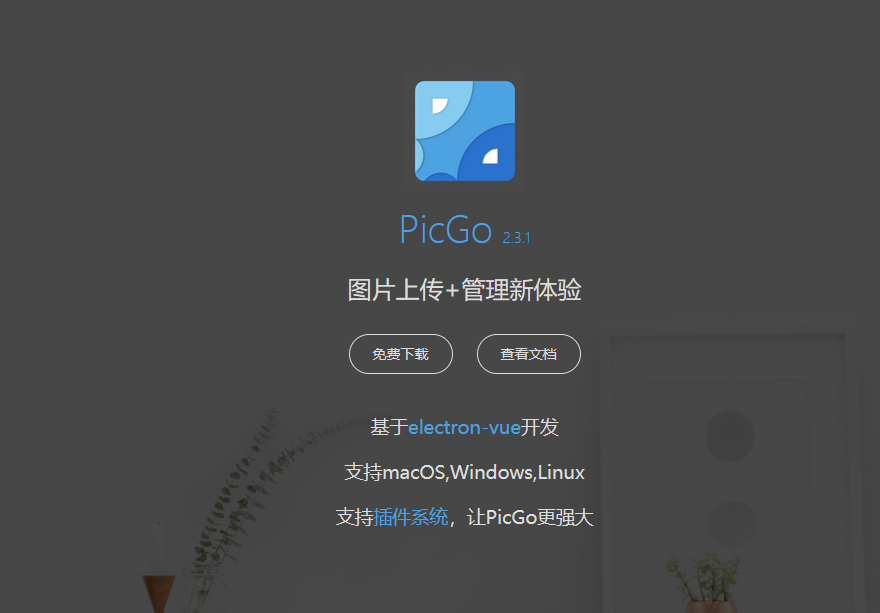 PicGo 2.3.1
图片上传+管理新体验
免费下载 查看文档
基于electron-vue开发
支持macOS,Windows,Linux
支持插件系统，让PicGo更强大